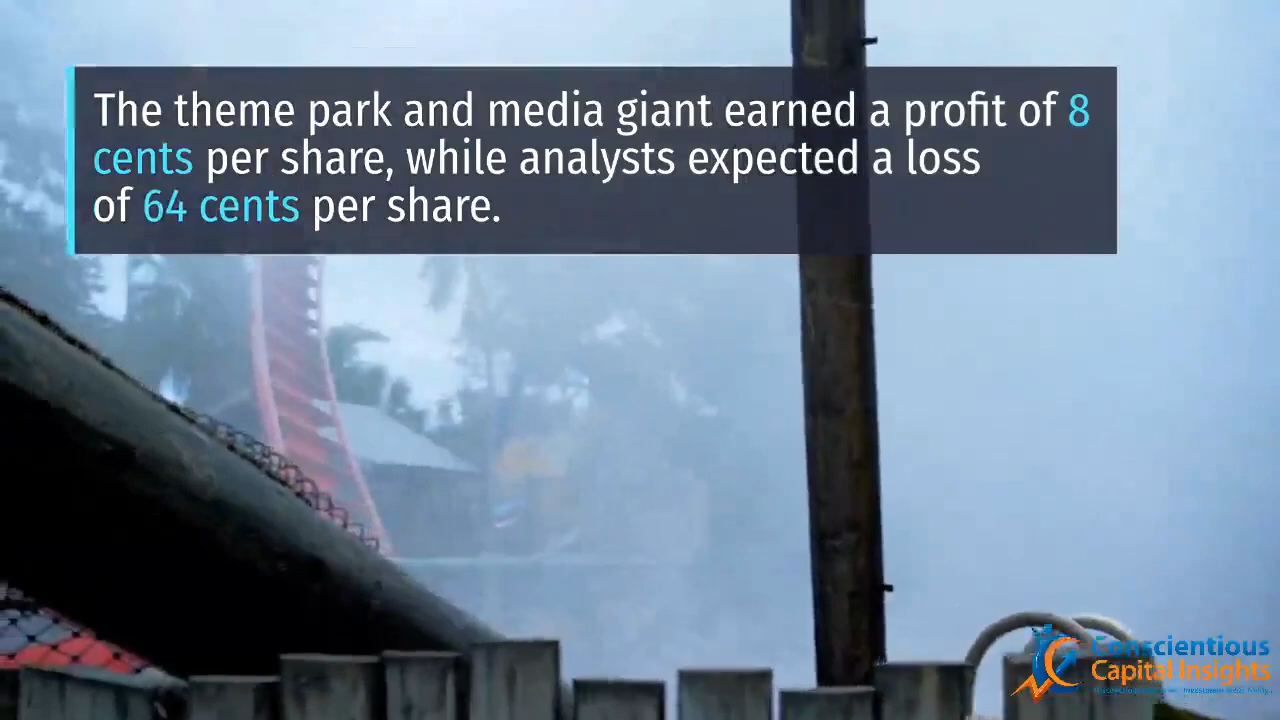 The theme park and media giant earned a profit of 8
cents per share, while analysts expected a loss
of 64 cents per share.
Conscientious
Capital Insights